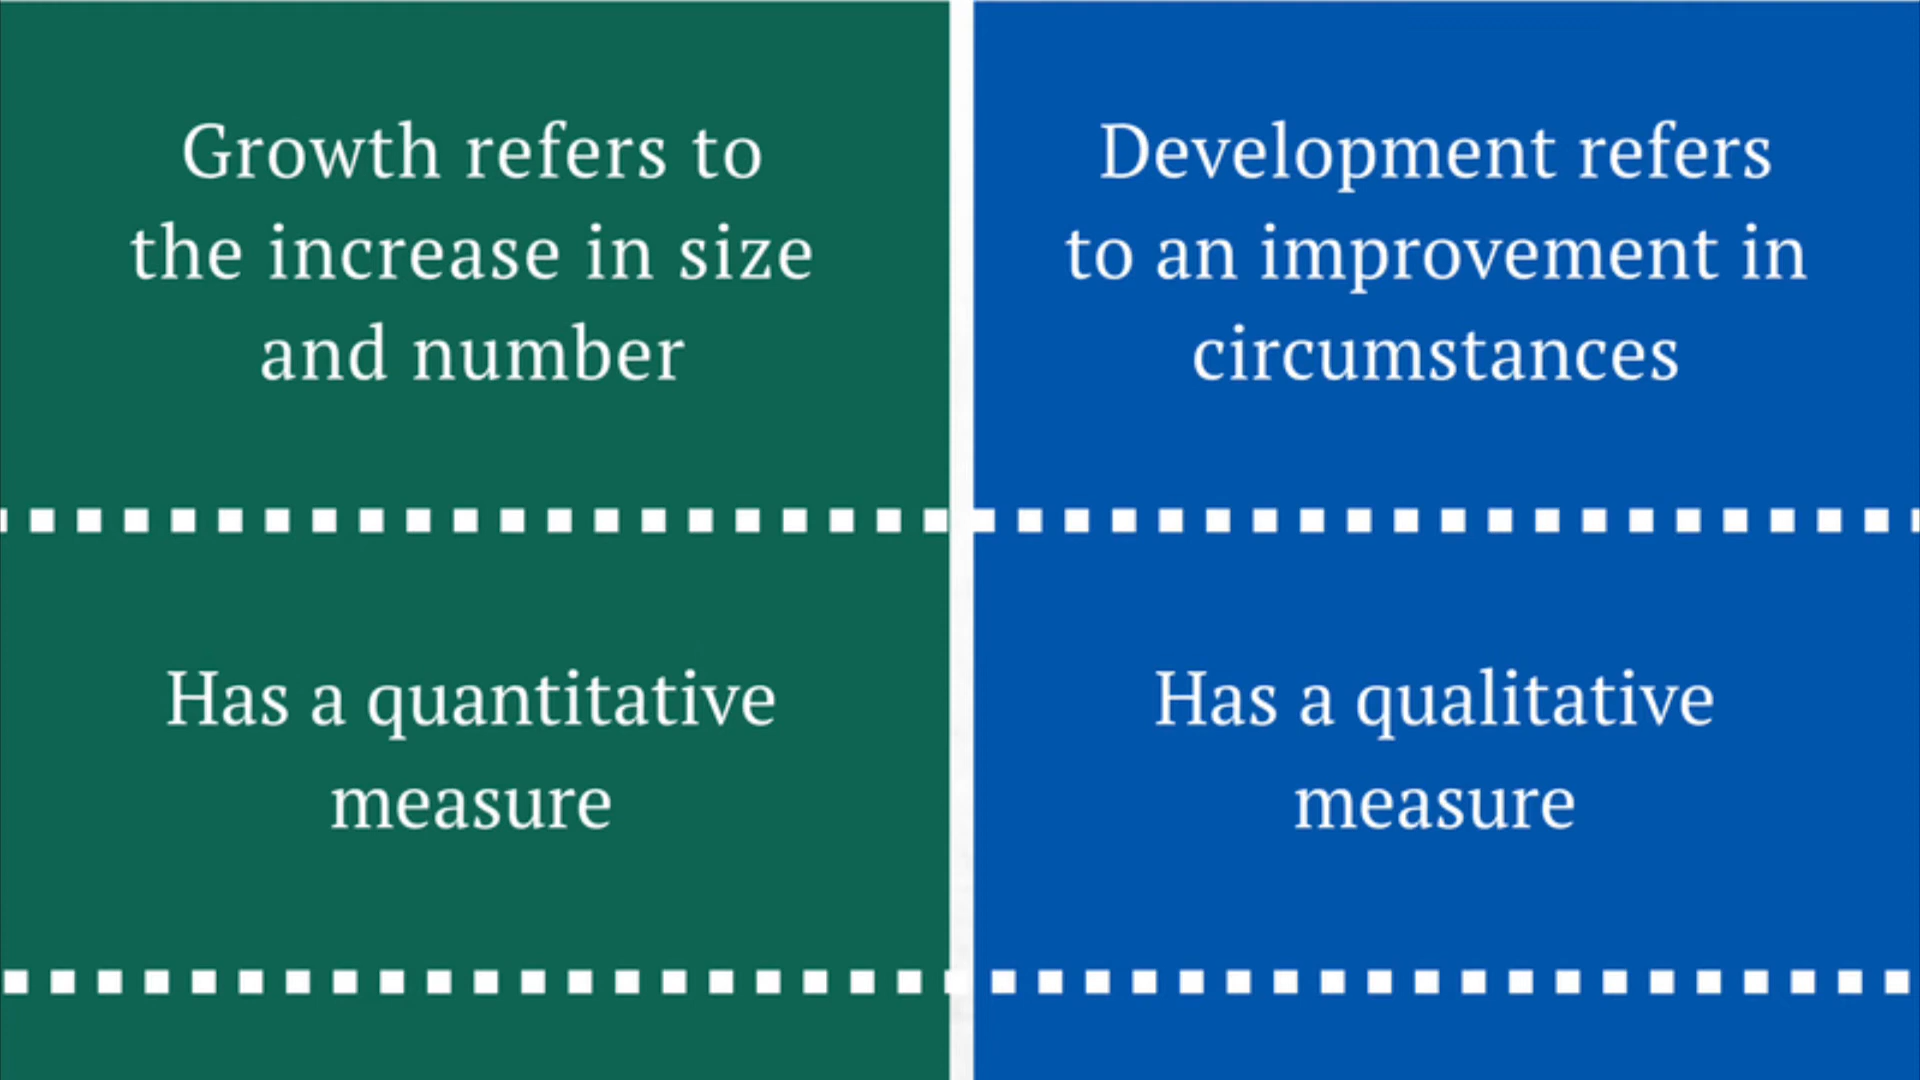 Growth refers to
the increase in size
and number
Development refers
to an improvement in
circumstances
Has a quantitative
measure
Has a qualitative
measure